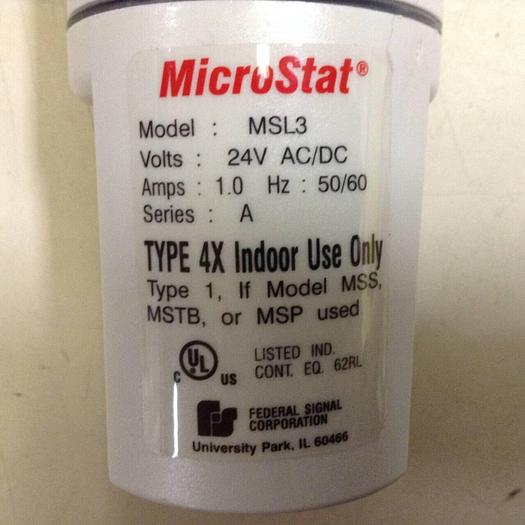 MicroStat®
Model : MSL3
Volts : 24V AC/DC
Amps : 1.0 Hz : 50/60
Series : A
TYPE 4X Indoor Use Only
Type 1, If Model MSS,
MSTB, or MSP used
C UL US
LISTED IND.
CONT. EQ. 62RL
FEDERAL SIGNAL
CORPORATION
University Park, IL 60466